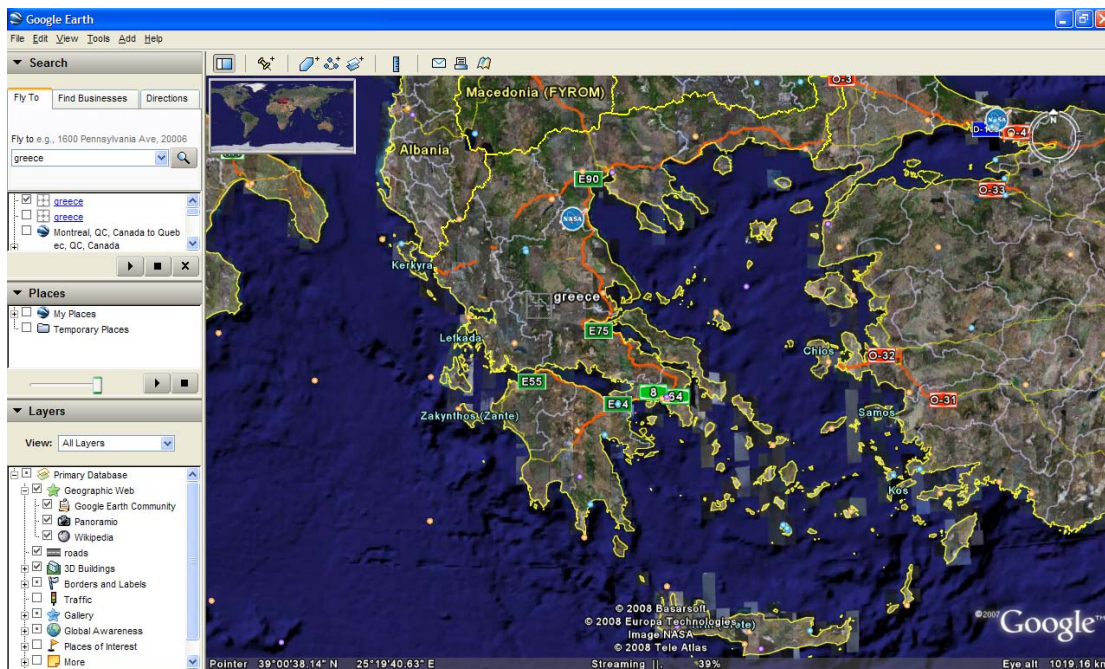 Google Earth
File Edit View Tools Add Help
Search
Fly To Find Businesses Directions
Fly to e.g., 1600 Pennsylvania Ave, 20006
greece
greece
greece
Montreal, QC, Canada to Queb
ec, QC, Canada
Places
My Places
Temporary Places
Layers
View: All Layers
Primary Database
Geographic Web
Google Earth Community
Panoramio
Wikipedia
roads
3D Buildings
Borders and Labels
Traffic
Gallery
Global Awareness
Places of Interest
More
Macedonia (FYROM)
O-3
N
NASA
O-4
Albania
E90
O-33
NASA
Kerkyra
greece
E75
Lefkada
Chios
O-32
E55
8
O-31
Zakynthos (Zante)
Samos
Kos
© 2008 Basarsoft
© 2008 Europa Technologies
Image NASA
© 2008 Tele Atlas
©2007 Google™
Pointer 39°00'38.14" N 25°19'40.63" E
Streaming ||. 39%
Eye alt 1019.16 km